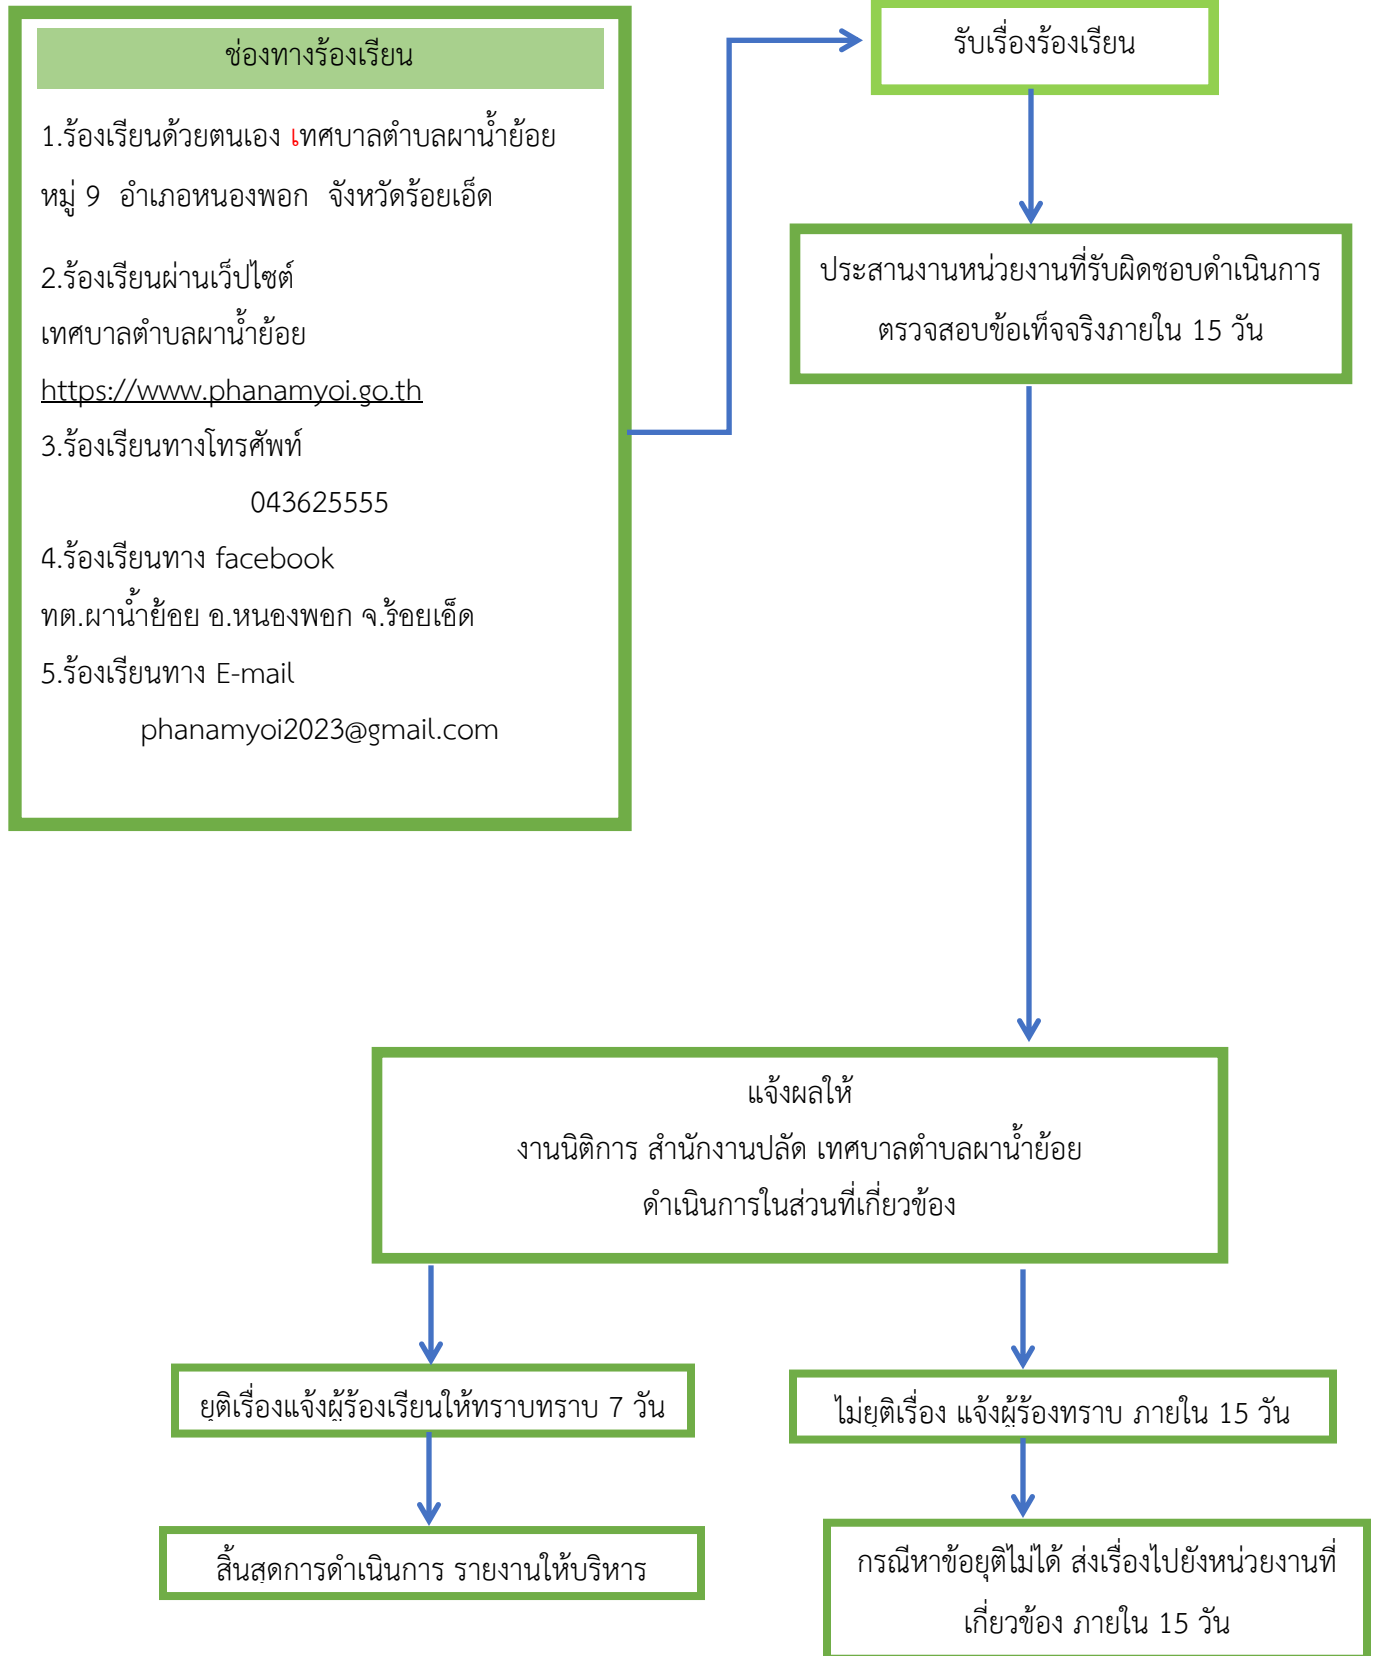 ช่องทางร้องเรียน
1.ร้องเรียนด้วยตนเอง เทศบาลตำบลผาน้ำย้อย
หมู่ 9 อำเภอหนองพอก จังหวัดร้อยเอ็ด
2.ร้องเรียนผ่านเว็ปไซต์
เทศบาลตำบลผาน้ำย้อย
https://www.phanamyoi.go.th
3.ร้องเรียนทางโทรศัพท์
043625555
4.ร้องเรียนทาง facebook
ทต.ผาน้ำย้อย อ.หนองพอก จ.ร้อยเอ็ด
5.ร้องเรียนทาง E-mail
phanamyoi2023@gmail.com
รับเรื่องร้องเรียน
ประสานงานหน่วยงานที่รับผิดชอบดำเนินการ
ตรวจสอบข้อเท็จจริงภายใน 15 วัน
แจ้งผลให้
งานนิติการ สำนักงานปลัด เทศบาลตำบลผาน้ำย้อย
ดำเนินการในส่วนที่เกี่ยวข้อง
ยุติเรื่องแจ้งผู้ร้องเรียนให้ทราบทราบ 7 วัน
ไม่ยุติเรื่อง แจ้งผู้ร้องทราบ ภายใน 15 วัน
สิ้นสุดการดำเนินการ รายงานให้บริหาร
กรณีหาข้อยุติไม่ได้ ส่งเรื่องไปยังหน่วยงานที่
เกี่ยวข้อง ภายใน 15 วัน